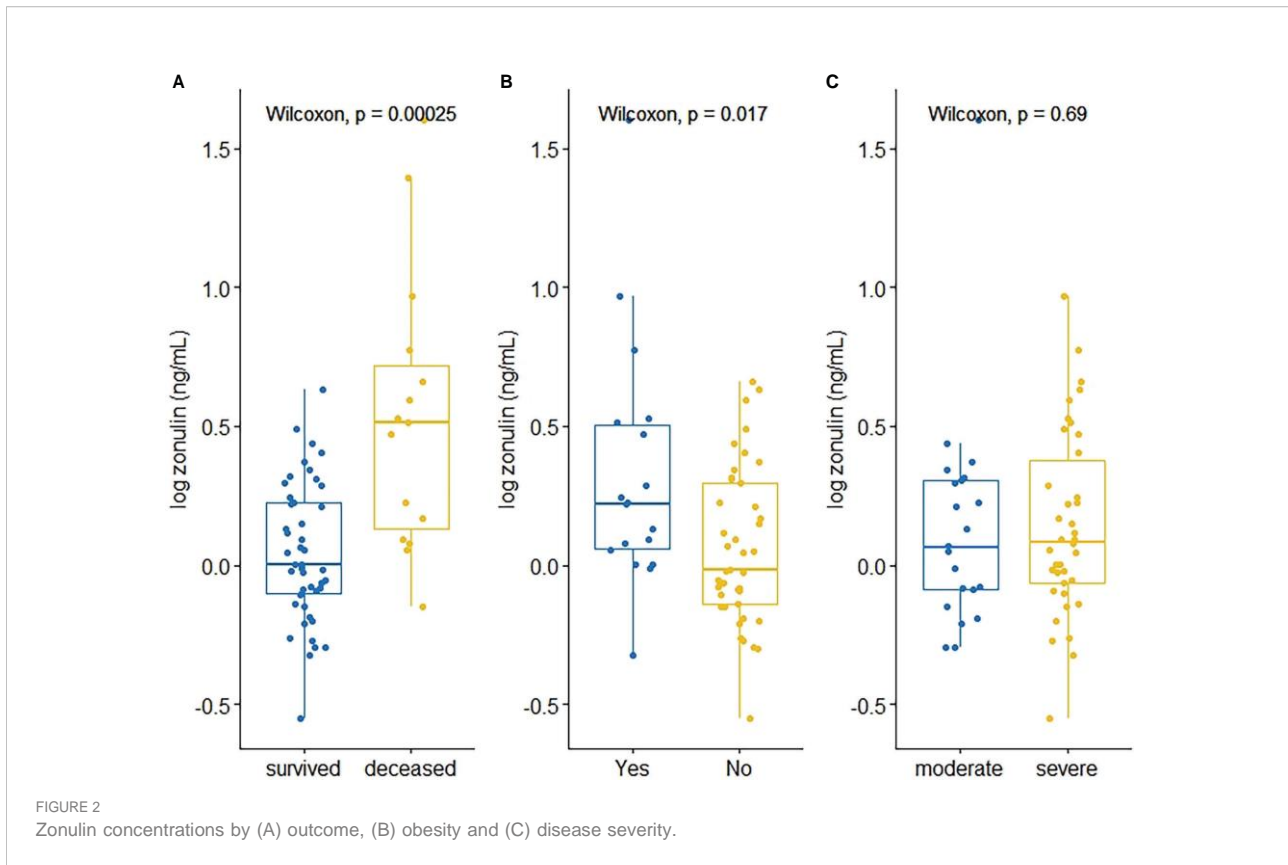 A
B
C
Wilcoxon, p = 0.00025
Wilcoxon, p = 0.017
Wilcoxon, p = 0.69
log zonulin (ng/mL)
1.5
1.0
0.5
0.0
-0.5
survived deceased
log zonulin (ng/mL)
1.5
1.0
0.5
0.0
-0.5
Yes No
log zonulin (ng/mL)
1.5
1.0
0.5
0.0
-0.5
moderate severe
FIGURE 2
Zonulin concentrations by (A) outcome, (B) obesity and (C) disease severity.